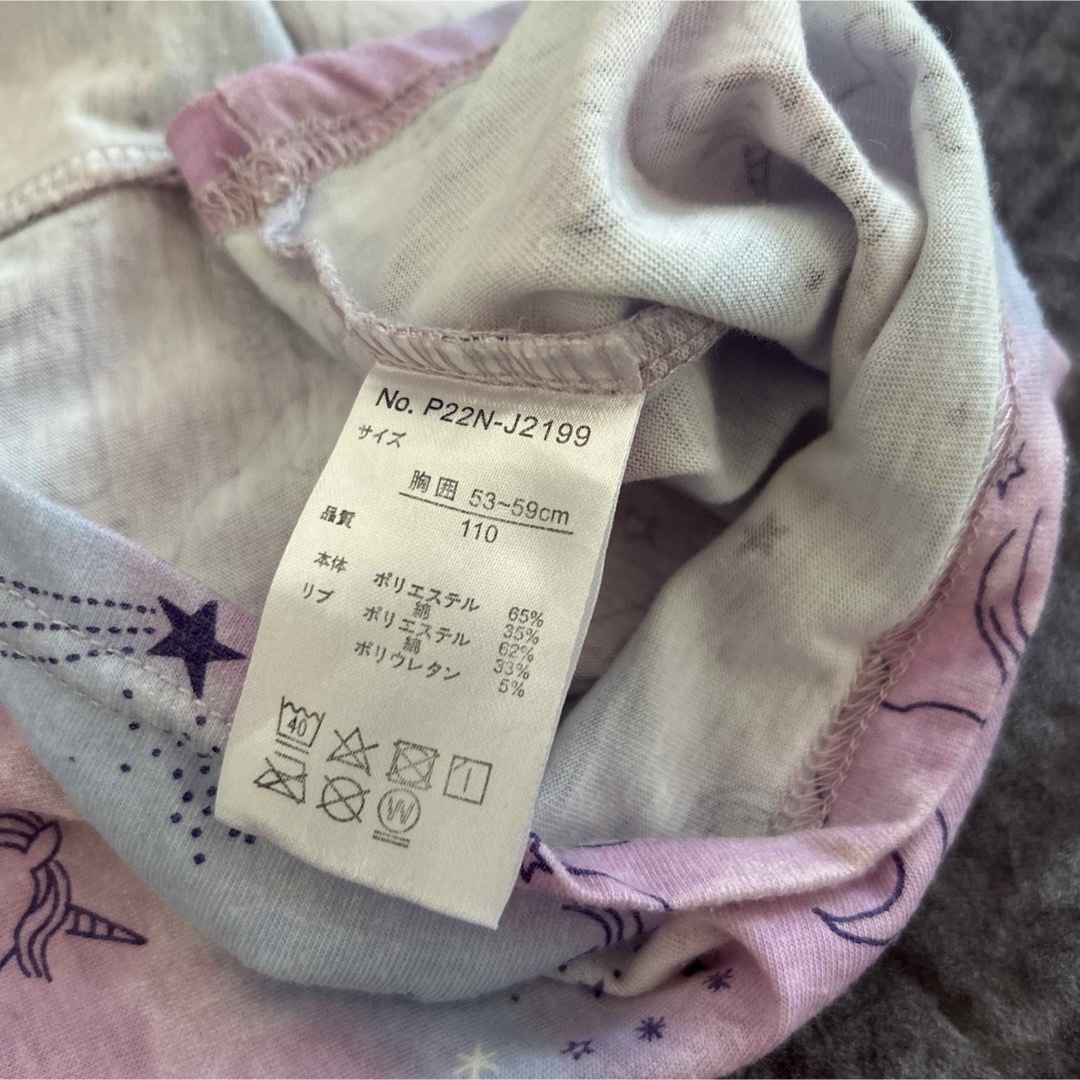 No. P22N-J2199
サイズ
胸囲 53~59cm
110
品質
本体 ポリエステル 65%
綿 35%
リブ ポリエステル 62%
綿 33%
ポリウレタン 5%
40
W